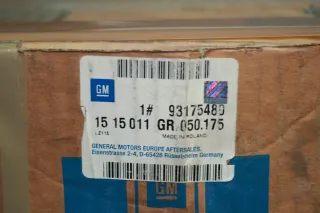 GM
1# 93175480
15 15 011 GR 050.175
MADE IN POLAND
GENERAL MOTORS EUROPE AFTERSALES,
Eisenstrasse 2-4, D-65428 Rüsselsheim Germany
GM